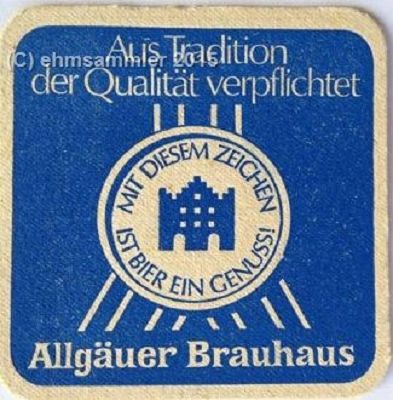 Aus Tradition
(C) ehmsammler 2015
der Qualität verpflichtet
MIT DIESEM ZEICHEN
IST BIER EIN GENUSS!
Allgäuer Brauhaus